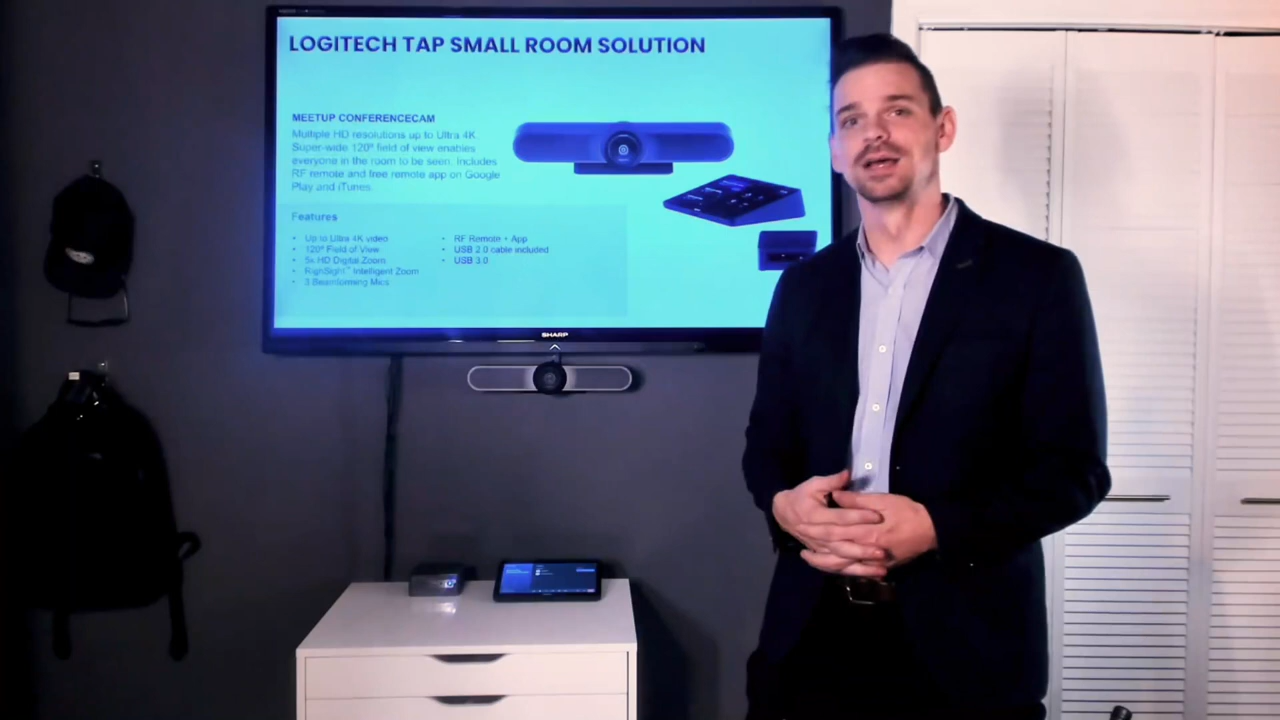 LOGITECH TAP SMALL ROOM SOLUTION
MEETUP CONFERENCECAM
Multiple HD resolutions up to Ultra 4K.
Super-wide 120° field of view enables
everyone in the room to be seen. Includes
RF remote and free remote app on Google
Play and iTunes.
Features
• Up to Ultra 4K video
• 120° Field of View
• 5x HD Digital Zoom
• RightSight™ Intelligent Zoom
• 3 Beamforming Mics
• RF Remote + App
• USB 2.0 cable included
• USB 3.0
SHARP